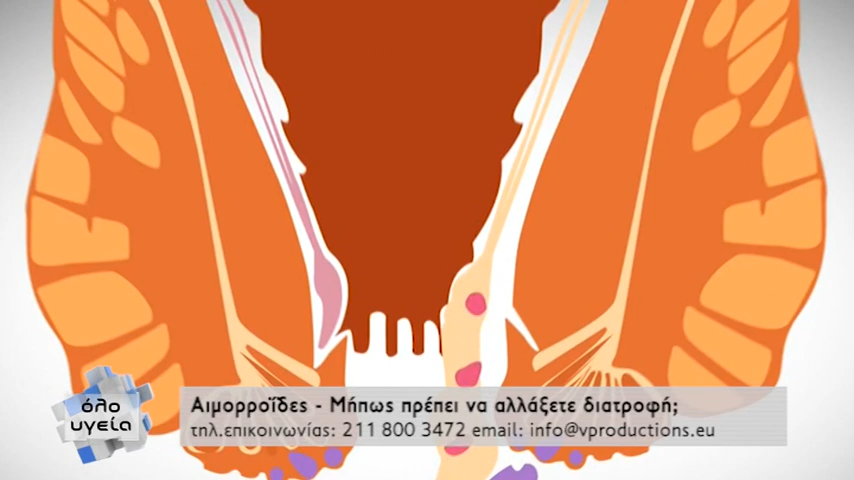 Αιμορροΐδες - Μήπως πρέπει να αλλάξετε διατροφή;
τηλ.επικοινωνίας: 211 800 3472 email: info@vproductions.eu
όλο
υγεία